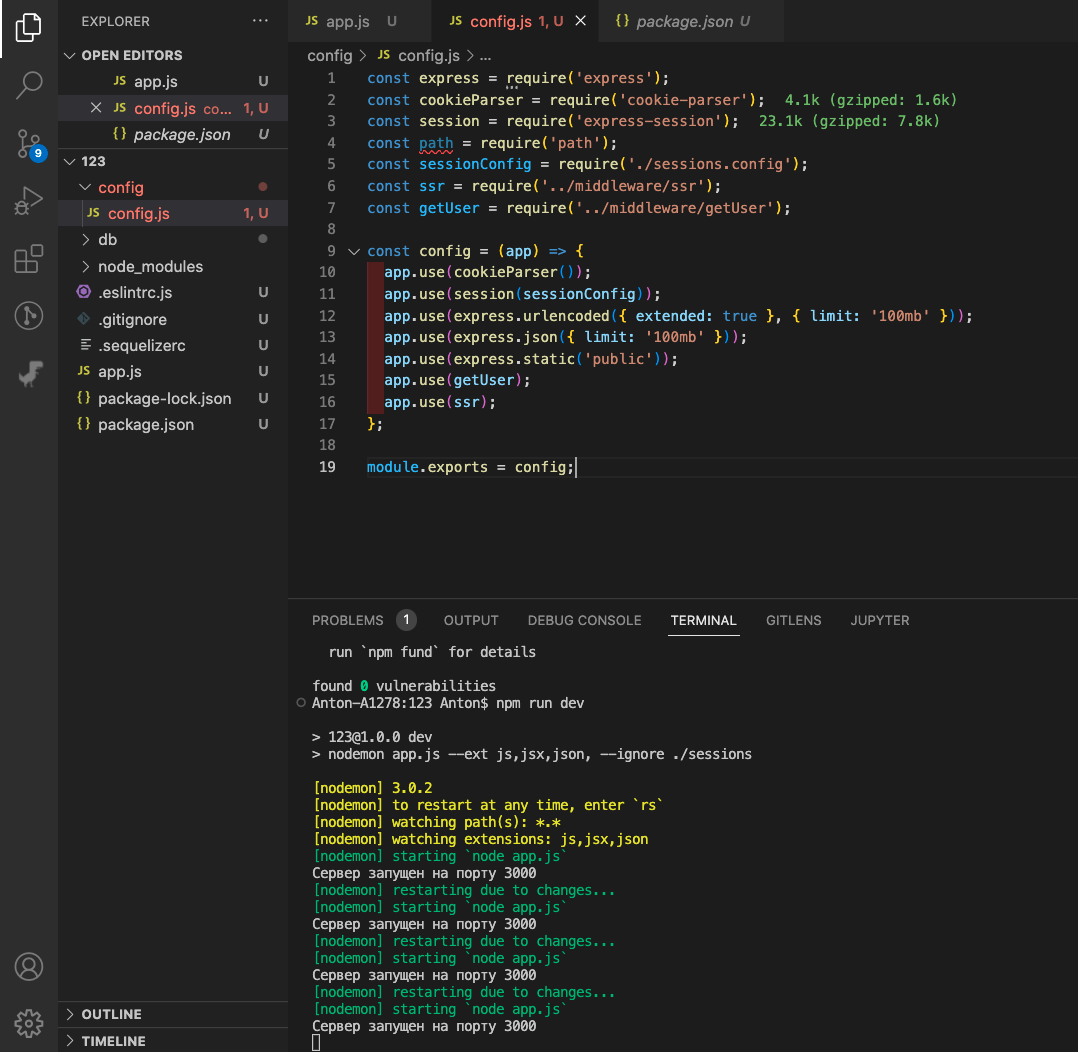 EXPLORER ...
OPEN EDITORS
JS app.js U
JS config.js co... 1, U
{} package.json U
123
config
JS config.js 1, U
db
node_modules
.eslintrc.js U
.gitignore U
.sequelizerc U
JS app.js U
{} package-lock.json U
{} package.json U
OUTLINE
TIMELINE
9
JS app.js U
JS config.js 1, U
{} package.json U
config > JS config.js > ...
1 const express = require('express');
2 const cookieParser = require('cookie-parser'); 4.1k (gzipped: 1.6k)
3 const session = require('express-session'); 23.1k (gzipped: 7.8k)
4 const path = require('path');
5 const sessionConfig = require('./sessions.config');
6 const ssr = require('../middleware/ssr');
7 const getUser = require('../middleware/getUser');
8
9 const config = (app) => {
10 app.use(cookieParser());
11 app.use(session(sessionConfig));
12 app.use(express.urlencoded({ extended: true }, { limit: '100mb' }));
13 app.use(express.json({ limit: '100mb' }));
14 app.use(express.static('public'));
15 app.use(getUser);
16 app.use(ssr);
17 };
18
19 module.exports = config;
PROBLEMS 1 OUTPUT DEBUG CONSOLE TERMINAL GITLENS JUPYTER
run `npm fund` for details
found 0 vulnerabilities
Anton-A1278:123 Anton$ npm run dev
> 123@1.0.0 dev
> nodemon app.js --ext js,jsx,json, --ignore ./sessions
[nodemon] 3.0.2
[nodemon] to restart at any time, enter `rs`
[nodemon] watching path(s): *.*
[nodemon] watching extensions: js,jsx,json
[nodemon] starting `node app.js`
Сервер запущен на порту 3000
[nodemon] restarting due to changes...
[nodemon] starting `node app.js`
Сервер запущен на порту 3000
[nodemon] restarting due to changes...
[nodemon] starting `node app.js`
Сервер запущен на порту 3000
[nodemon] restarting due to changes...
[nodemon] starting `node app.js`
Сервер запущен на порту 3000